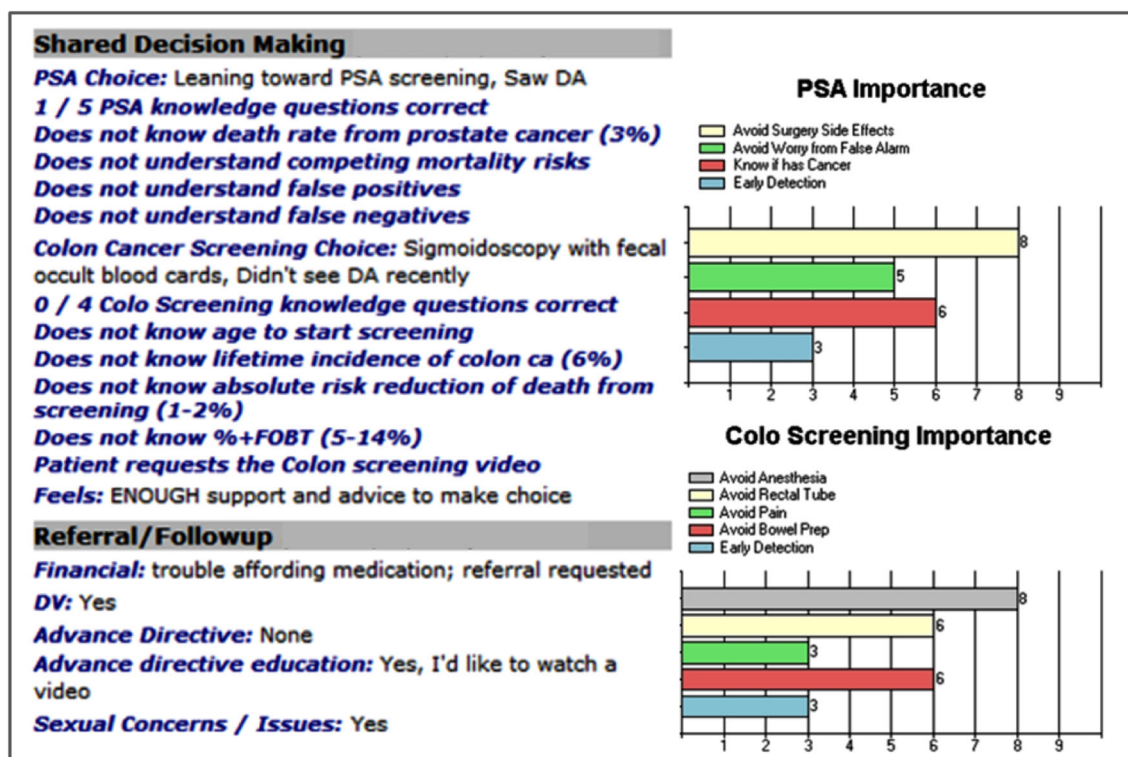 Shared Decision Making
PSA Choice: Leaning toward PSA screening, Saw DA
1 / 5 PSA knowledge questions correct
Does not know death rate from prostate cancer (3%)
Does not understand competing mortality risks
Does not understand false positives
Does not understand false negatives
Colon Cancer Screening Choice: Sigmoidoscopy with fecal
occult blood cards, Didn't see DA recently
0 / 4 Colo Screening knowledge questions correct
Does not know age to start screening
Does not know lifetime incidence of colon ca (6%)
Does not know absolute risk reduction of death from
screening (1-2%)
Does not know %+FOBT (5-14%)
Patient requests the Colon screening video
Feels: ENOUGH support and advice to make choice
Referral/Followup
Financial: trouble affording medication; referral requested
DV: Yes
Advance Directive: None
Advance directive education: Yes, I'd like to watch a
video
Sexual Concerns / Issues: Yes
PSA Importance
Avoid Surgery Side Effects
Avoid Worry from False Alarm
Know if has Cancer
Early Detection
8
5
6
3
1 2 3 4 5 6 7 8 9
Colo Screening Importance
Avoid Anesthesia
Avoid Rectal Tube
Avoid Pain
Avoid Bowel Prep
Early Detection
8
6
3
6
3
1 2 3 4 5 6 7 8 9